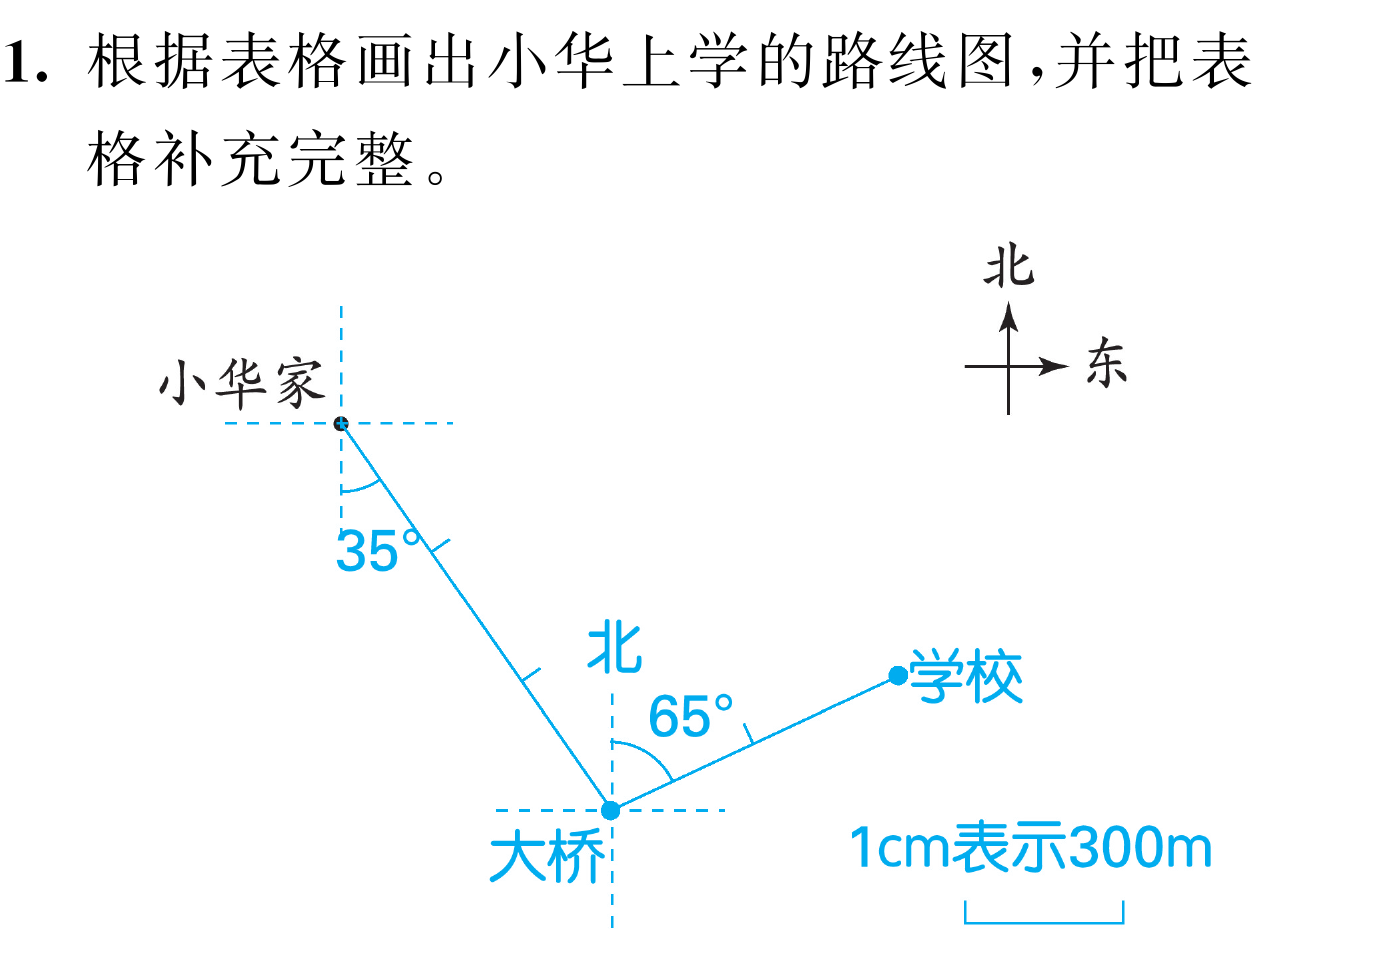 1. 根据表格画出小华上学的路线图,并把表
格补充完整。
北
东
小华家
35°
北
65°
学校
大桥
1cm表示300m